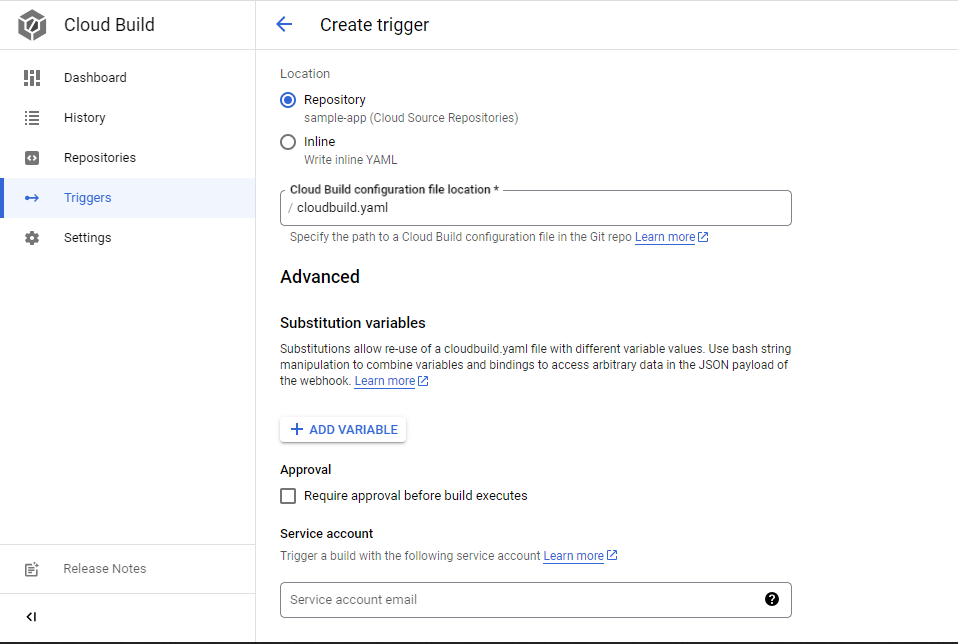 Cloud Build
Create trigger
Dashboard
History
Repositories
Triggers
Settings
Release Notes
Location
Repository
sample-app (Cloud Source Repositories)
Inline
Write inline YAML
Cloud Build configuration file location *
/ cloudbuild.yaml
Specify the path to a Cloud Build configuration file in the Git repo Learn more
Advanced
Substitution variables
Substitutions allow re-use of a cloudbuild.yaml file with different variable values. Use bash string
manipulation to combine variables and bindings to access arbitrary data in the JSON payload of
the webhook. Learn more
+ ADD VARIABLE
Approval
Require approval before build executes
Service account
Trigger a build with the following service account Learn more
Service account email